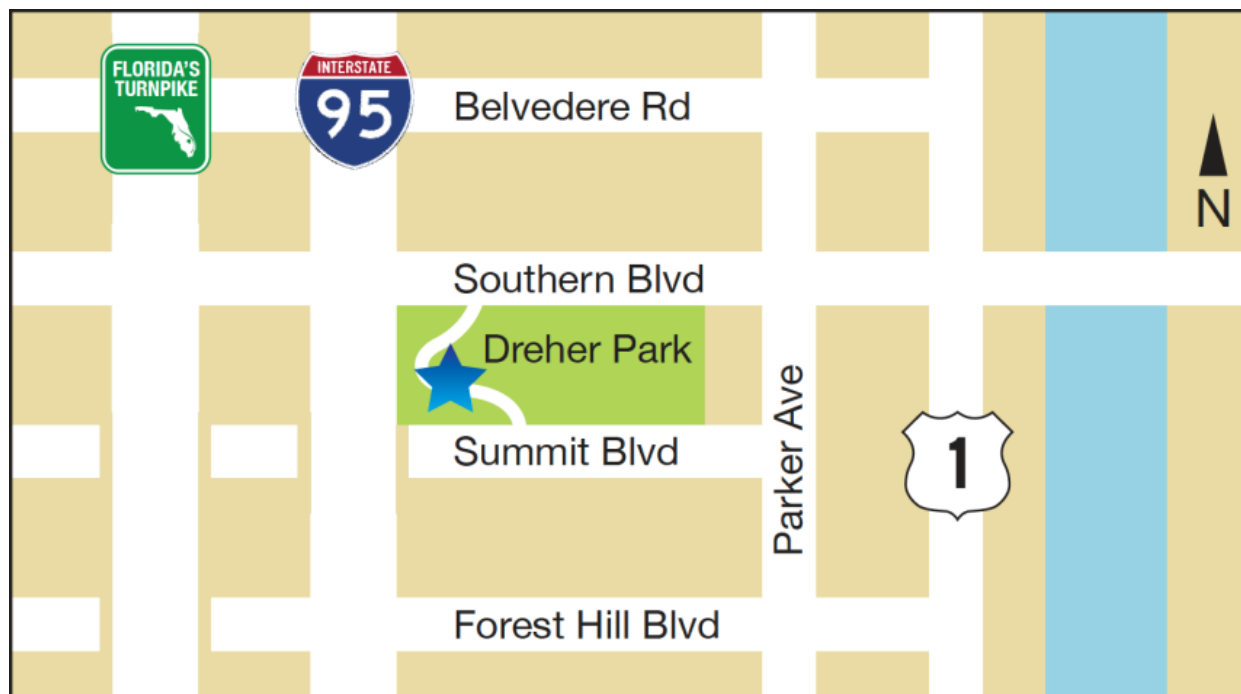 FLORIDA'S
TURNPIKE
INTERSTATE
95
Belvedere Rd
N
Southern Blvd
Dreher Park
Parker Ave
Summit Blvd
1
Forest Hill Blvd